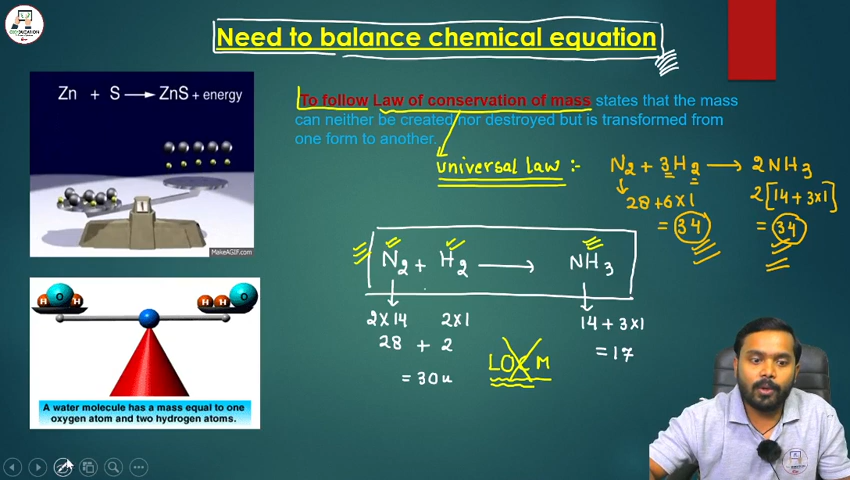 Need to balance chemical equation
Zn + S → ZnS + energy
MakeAGIF.com
To follow Law of conservation of mass states that the mass
can neither be created nor destroyed but is transformed from
one form to another.
universal law :-
N2 + 3H2 → 2NH3
28 + 6×1
= 34
2[14 + 3×1]
= 34
N2 + H2 → NH3
2×14 2×1
28 + 2
= 30u
LOCM
14 + 3×1
= 17
H O H
H H O
A water molecule has a mass equal to one
oxygen atom and two hydrogen atoms.